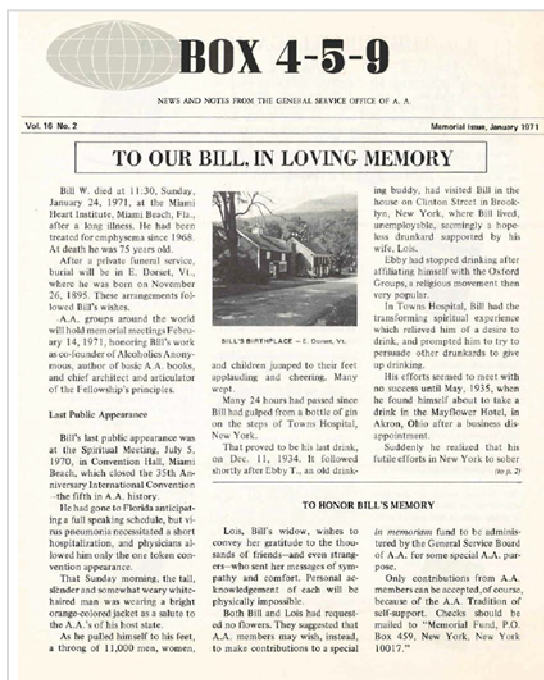 BOX 4-5-9
NEWS AND NOTES FROM THE GENERAL SERVICE OFFICE OF A. A.
Vol. 16 No. 2
Memorial Issue, January 1971
TO OUR BILL, IN LOVING MEMORY
Bill W. died at 11:30, Sunday,
January 24, 1971, at the Miami
Heart Institute, Miami Beach, Fla.,
after a long illness. He had been
treated for emphysema since 1968.
At death he was 75 years old.
After a private funeral service,
burial will be in E. Dorset, Vt.,
where he was born on November
26, 1895. These arrangements fol-
lowed Bill's wishes.
A.A. groups around the world
will hold memorial meetings Febru-
ary 14, 1971, honoring Bill's work
as co-founder of Alcoholics Anony-
mous, author of basic A.A. books,
and chief architect and articulator
of the Fellowship's principles.
Last Public Appearance
Bill's last public appearance was
at the Spiritual Meeting, July 5,
1970, in Convention Hall, Miami
Beach, which closed the 35th An-
niversary International Convention
—the fifth in A.A. history.
He had gone to Florida anticipat-
ing a full speaking schedule, but vi-
rus pneumonia necessitated a short
hospitalization, and physicians al-
lowed him only the one token con-
vention appearance.
That Sunday morning, the tall,
slender and somewhat weary white-
haired man was wearing a bright
orange-colored jacket as a salute to
the A.A.'s of his host state.
As he pulled himself to his feet,
a throng of 11,000 men, women,
BILL'S BIRTHPLACE — E. Dorset, Vt.
and children jumped to their feet
applauding and cheering. Many
wept.
Many 24 hours had passed since
Bill had gulped from a bottle of gin
on the steps of Towns Hospital,
New York.
That proved to be his last drink,
on Dec. 11, 1934. It followed
shortly after Ebby T., an old drink-
ing buddy, had visited Bill in the
house on Clinton Street in Brook-
lyn, New York, where Bill lived,
unemployable, seemingly a hope-
less drunkard supported by his
wife, Lois.
Ebby had stopped drinking after
affiliating himself with the Oxford
Groups, a religious movement then
very popular.
In Towns Hospital, Bill had the
transforming spiritual experience
which relieved him of a desire to
drink, and prompted him to try to
persuade other drunkards to give
up drinking.
His efforts seemed to meet with
no success until May, 1935, when
he found himself about to take a
drink in the Mayflower Hotel, in
Akron, Ohio after a business dis-
appointment.
Suddenly he realized that his
futile efforts in New York to sober
(to p. 2)
TO HONOR BILL'S MEMORY
Lois, Bill's widow, wishes to
convey her gratitude to the thou-
sands of friends—and even strang-
ers—who sent her messages of sym-
pathy and comfort. Personal ac-
knowledgement of each will be
physically impossible.
Both Bill and Lois had request-
ed no flowers. They suggested that
A.A. members may wish, instead,
to make contributions to a special
in memoriam fund to be adminis-
tered by the General Service Board
of A.A. for some special A.A. pur-
pose.
Only contributions from A.A.
members can be accepted, of course,
because of the A.A. Tradition of
self-support. Checks should be
mailed to "Memorial Fund, P.O.
Box 459, New York, New York
10017."